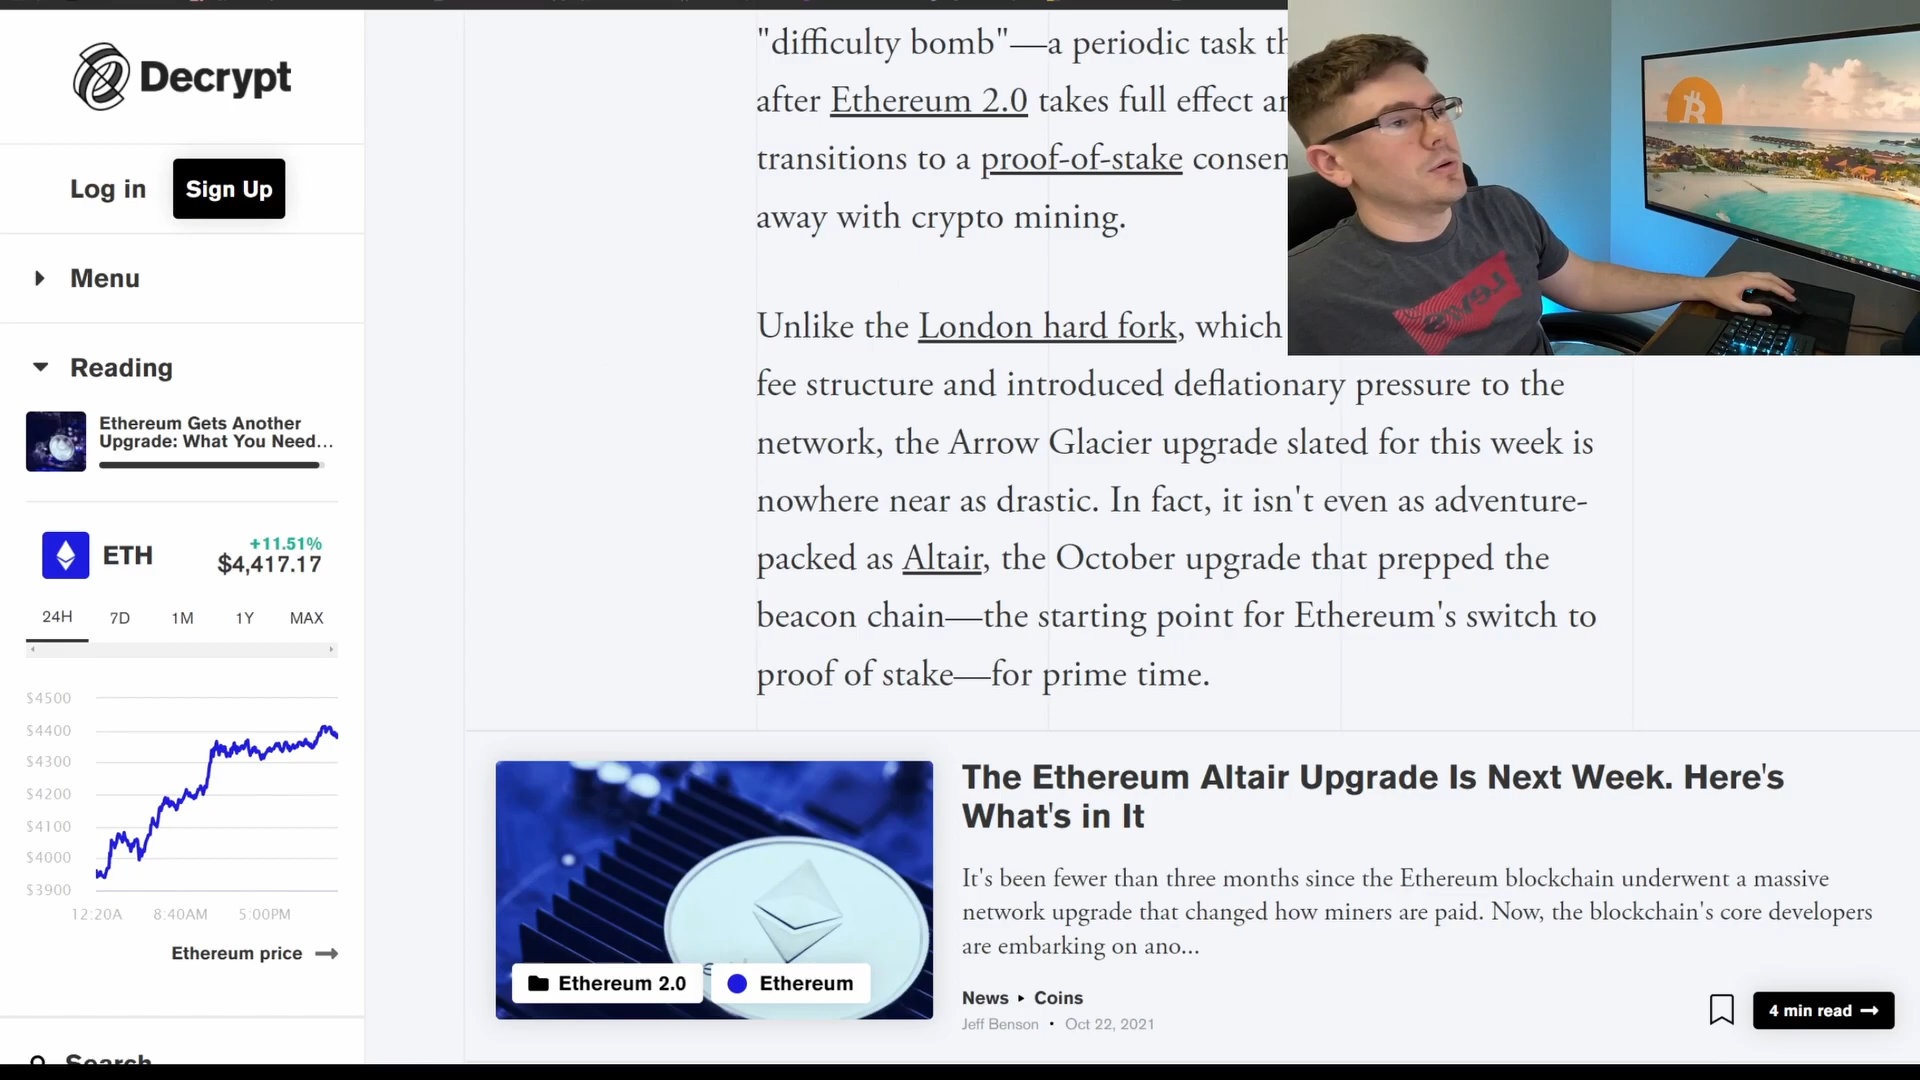 Decrypt
Log in
Sign Up
Menu
Reading
Ethereum Gets Another
Upgrade: What You Need...
ETH
+11.51%
$4,417.17
24H 7D 1M 1Y MAX
$4500
$4400
$4300
$4200
$4100
$4000
$3900
12:20A 8:40AM 5:00PM
Ethereum price
Search
"difficulty bomb"—a periodic task
after Ethereum 2.0 takes full effect
transitions to a proof-of-stake
away with crypto mining.
Unlike the London hard fork, which
fee structure and introduced deflationary pressure to the
network, the Arrow Glacier upgrade slated for this week is
nowhere near as drastic. In fact, it isn't even as adventure-
packed as Altair, the October upgrade that prepped the
beacon chain—the starting point for Ethereum's switch to
proof of stake—for prime time.
Ethereum 2.0
Ethereum
The Ethereum Altair Upgrade Is Next Week. Here's
What's in It
It's been fewer than three months since the Ethereum blockchain underwent a massive
network upgrade that changed how miners are paid. Now, the blockchain's core developers
are embarking on ano...
News ▸ Coins
Jeff Benson • Oct 22, 2021
4 min read
Levi's